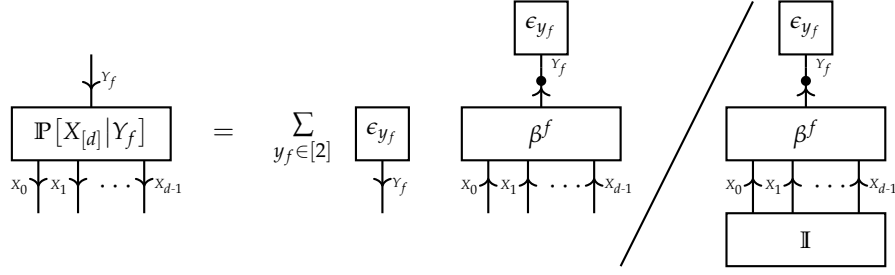 ϵ_{y_f} ϵ_{y_f}
Y_f Y_f Y_f
ℙ[X_{[d]}|Y_f] = ∑_{y_f∈[2]} ϵ_{y_f} β^f β^f
X_0 X_1 ··· X_{d-1} Y_f X_0 X_1 ··· X_{d-1} X_0 X_1 ··· X_{d-1}
𝕀